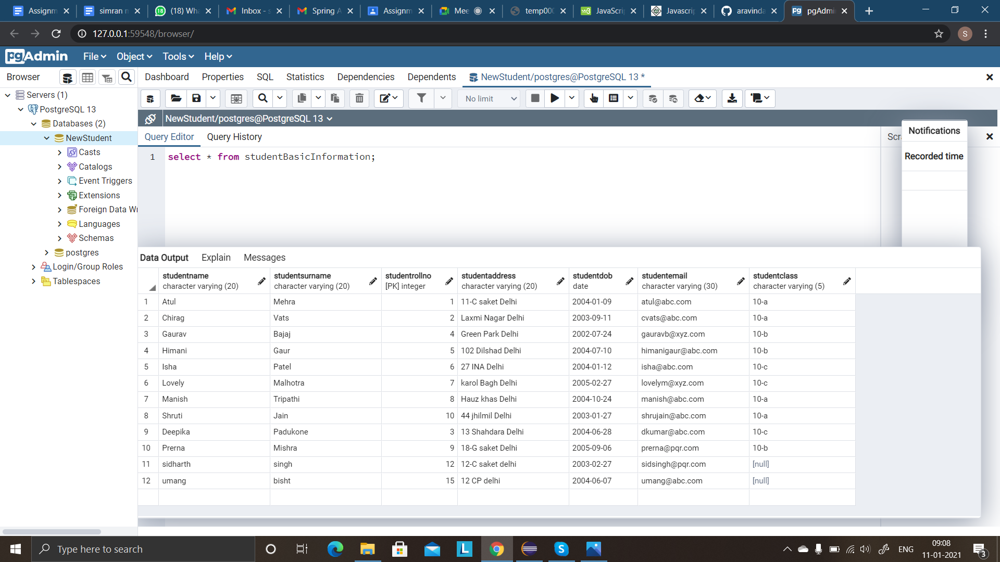 Assignm
simran n
(18) Wha
Inbox - s
Spring A
Assignm
Mee
temp000
JavaScrip
Javascrip
aravinda
pgAdmi
127.0.0.1:59548/browser/
S
pgAdmin File Object Tools Help
Browser
Dashboard Properties SQL Statistics Dependencies Dependents NewStudent/postgres@PostgreSQL 13 *
Servers (1)
PostgreSQL 13
Databases (2)
NewStudent
Casts
Catalogs
Event Triggers
Extensions
Foreign Data Wr
Languages
Schemas
postgres
Login/Group Roles
Tablespaces
No limit
NewStudent/postgres@PostgreSQL 13
Query Editor Query History
Scr
Notifications
Recorded time
1 select * from studentBasicInformation;
Data Output Explain Messages
studentname studentsurname studentrollno studentaddress studentdob studentemail studentclass
character varying (20) character varying (20) [PK] integer character varying (20) date character varying (30) character varying (5)
1 Atul Mehra 1 11-C saket Delhi 2004-01-09 atul@abc.com 10-a
2 Chirag Vats 2 Laxmi Nagar Delhi 2003-09-11 cvats@abc.com 10-a
3 Gaurav Bajaj 4 Green Park Delhi 2002-07-24 gauravb@xyz.com 10-b
4 Himani Gaur 5 102 Dilshad Delhi 2004-07-10 himanigaur@abc.com 10-b
5 Isha Patel 6 27 INA Delhi 2004-01-12 isha@abc.com 10-c
6 Lovely Malhotra 7 karol Bagh Delhi 2005-02-27 lovelym@xyz.com 10-c
7 Manish Tripathi 8 Hauz khas Delhi 2004-10-24 manish@abc.com 10-a
8 Shruti Jain 10 44 jhilmil Delhi 2003-01-27 shrujain@abc.com 10-a
9 Deepika Padukone 3 13 Shahdara Delhi 2004-06-28 dkumar@abc.com 10-c
10 Prerna Mishra 9 18-G saket Delhi 2005-09-06 prerna@pqr.com 10-b
11 sidharth singh 12 12-C saket delhi 2003-02-27 sidsingh@pqr.com [null]
12 umang bisht 15 12 CP delhi 2004-06-07 umang@abc.com [null]
Type here to search
L
S
ENG
09:08
11-01-2021
3